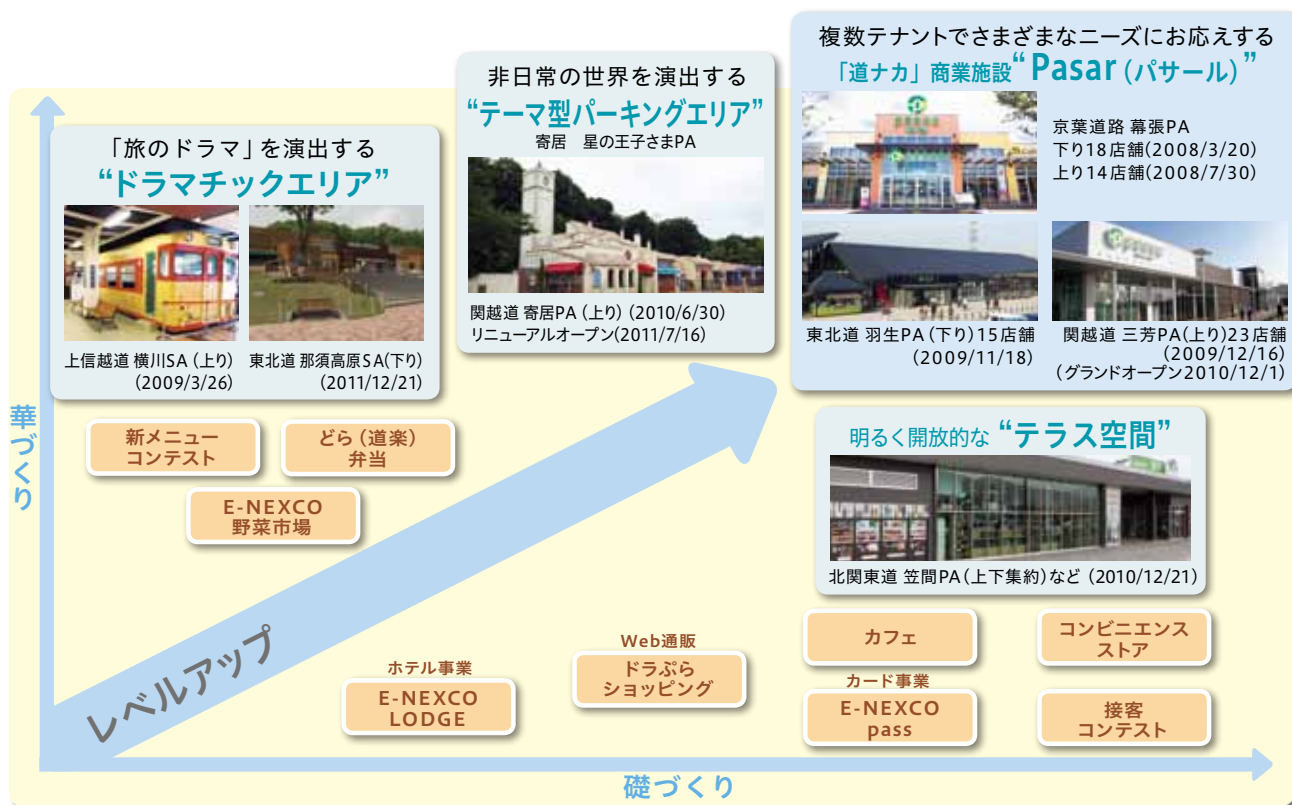 「旅のドラマ」を演出する
“ドラマチックエリア”
上信越道 横川SA（上り）
(2009/3/26)
東北道 那須高原SA(下り)
(2011/12/21)
非日常の世界を演出する
“テーマ型パーキングエリア”
寄居　星の王子さまPA
関越道 寄居PA（上り）（2010/6/30）
リニューアルオープン(2011/7/16)
複数テナントでさまざまなニーズにお応えする
「道ナカ」商業施設“Pasar（パサール）”
京葉道路 幕張PA
下り18店舗(2008/3/20)
上り14店舗(2008/7/30)
東北道 羽生PA（下り）15店舗
(2009/11/18)
関越道 三芳PA(上り)23店舗
(2009/12/16)
（グランドオープン2010/12/1）
明るく開放的な“テラス空間”
北関東道 笠間PA（上下集約）など（2010/12/21）
華づくり
新メニュー
コンテスト
どら（道楽）
弁当
E-NEXCO
野菜市場
レベルアップ
ホテル事業
E-NEXCO
LODGE
Web通販
ドラぷら
ショッピング
カフェ
コンビニエンス
ストア
カード事業
E-NEXCO
pass
接客
コンテスト
礎づくり